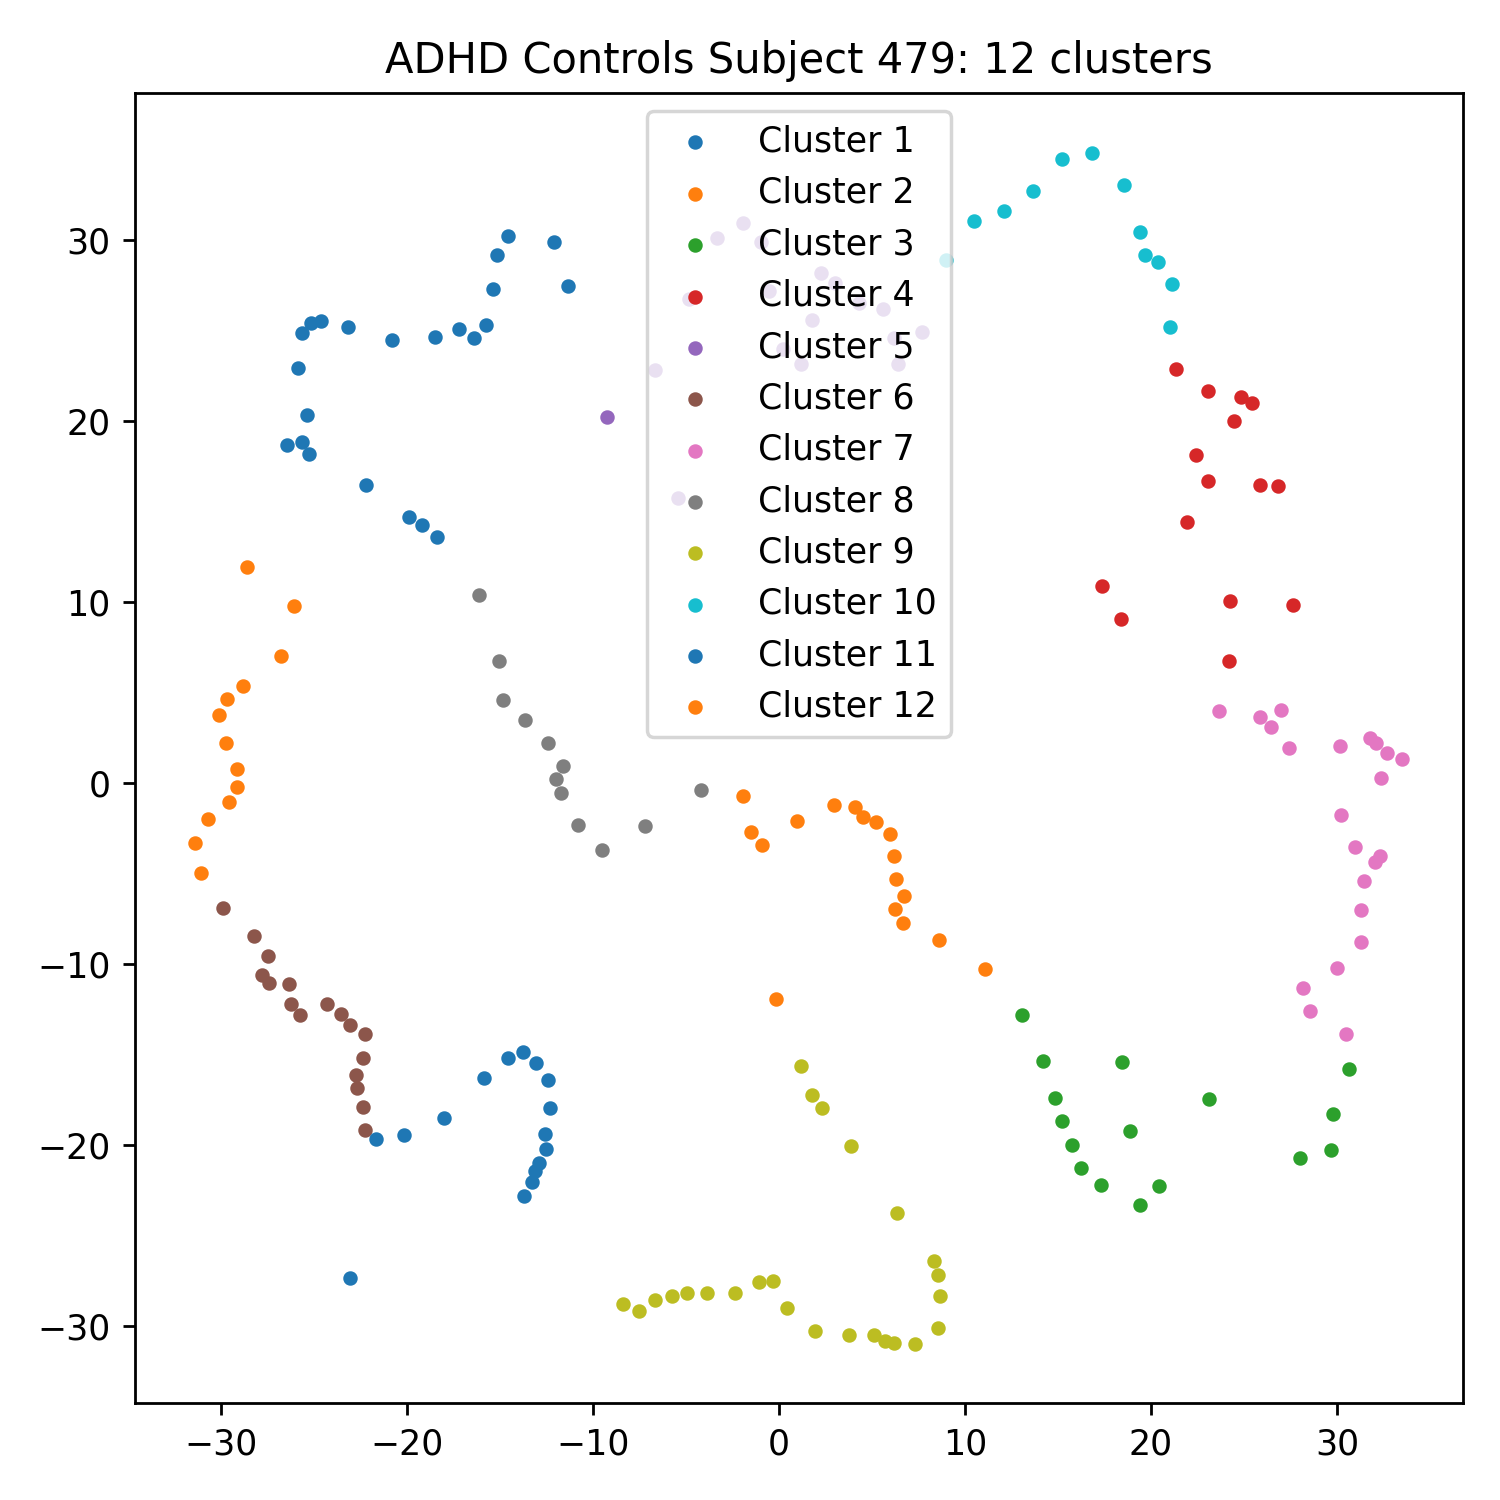 ADHD Controls Subject 479: 12 clusters
Cluster 1
Cluster 2
Cluster 3
Cluster 4
Cluster 5
Cluster 6
Cluster 7
Cluster 8
Cluster 9
Cluster 10
Cluster 11
Cluster 12
30
20
10
0
−10
−20
−30
−30 −20 −10 0 10 20 30